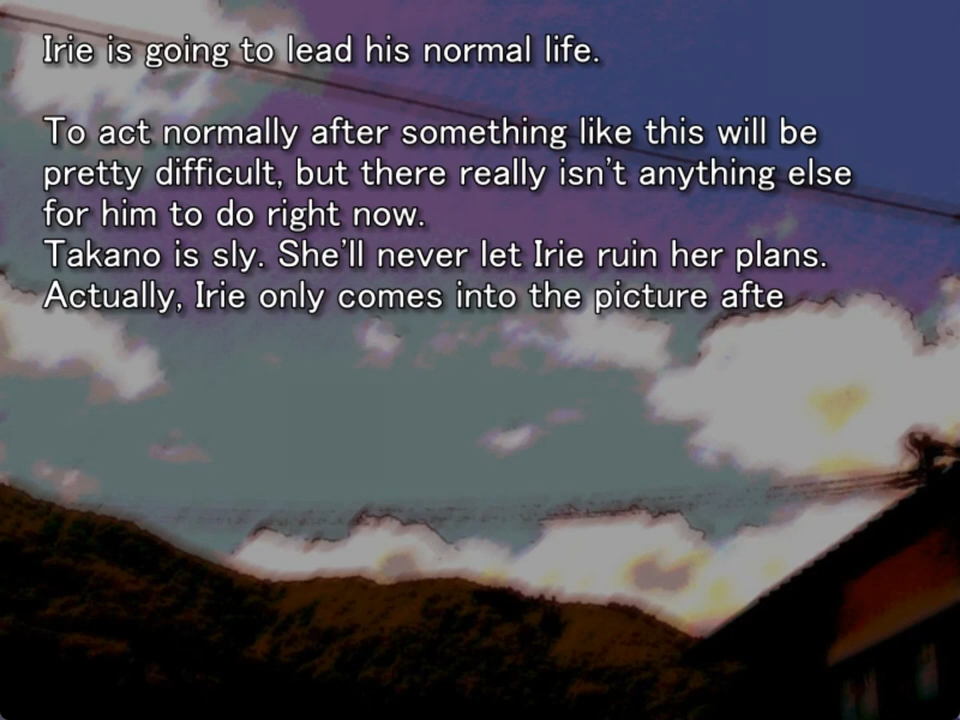 Irie is going to lead his normal life.
To act normally after something like this will be
pretty difficult, but there really isn't anything else
for him to do right now.
Takano is sly. She'll never let Irie ruin her plans.
Actually, Irie only comes into the picture afte